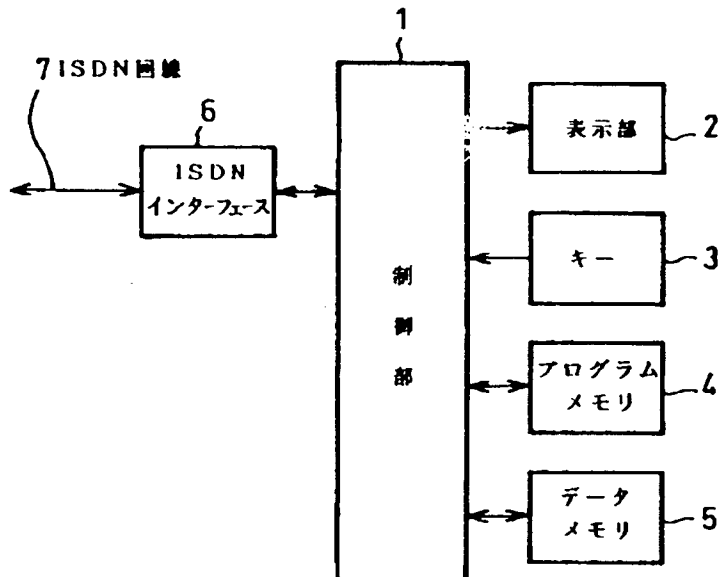 1
7 ISDN回線
6
ISDN
インターフェース
表示部
2
キー
3
制
御
部
プログラム
メモリ
4
データ
メモリ
5